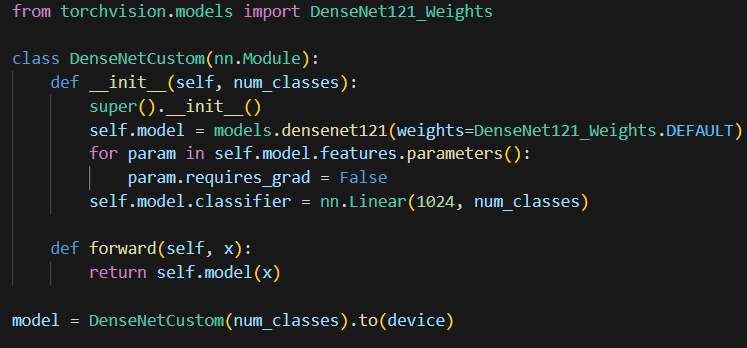 from torchvision.models import DenseNet121_Weights
class DenseNetCustom(nn.Module):
    def __init__(self, num_classes):
        super().__init__()
        self.model = models.densenet121(weights=DenseNet121_Weights.DEFAULT)
        for param in self.model.features.parameters():
            param.requires_grad = False
        self.model.classifier = nn.Linear(1024, num_classes)
    def forward(self, x):
        return self.model(x)
model = DenseNetCustom(num_classes).to(device)